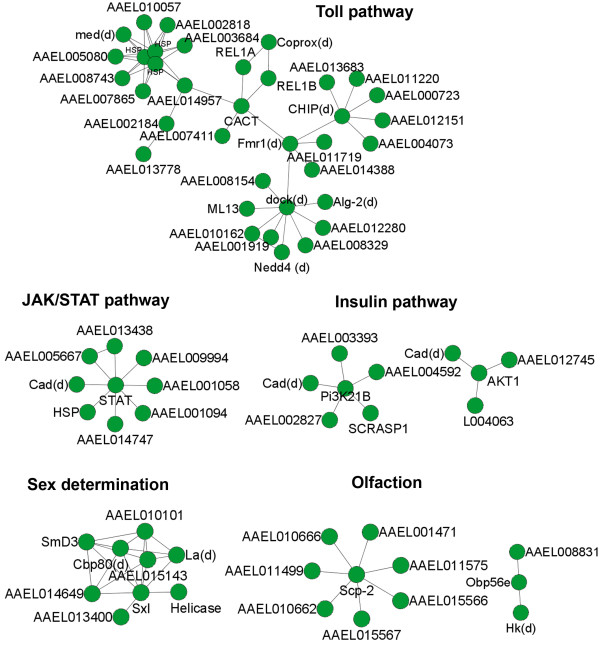 Toll pathway
AAEL010057
AAEL002818
med(d)
AAEL003684
Coprox(d)
HSP
HSP
HSP
REL1A
AAEL005080
AAEL008743
REL1B
AAEL013683
AAEL011220
AAEL007865
AAEL014957
AAEL000723
CHIP(d)
CACT
AAEL002184
AAEL012151
AAEL007411
Fmr1(d)
AAEL004073
AAEL011719
AAEL013778
AAEL014388
AAEL008154
dock(d)
Alg-2(d)
ML13
AAEL010162
AAEL012280
AAEL001919
AAEL008329
Nedd4 (d)
JAK/STAT pathway
AAEL013438
AAEL005667
AAEL009994
Cad(d)
AAEL001058
STAT
HSP
AAEL001094
AAEL014747
Insulin pathway
AAEL003393
Cad(d)
AAEL012745
AAEL004592
AKT1
Cad(d)
Pi3K21B
AAEL002827
SCRASP1
L004063
Sex determination
AAEL010101
SmD3
La(d)
Cbp80(d)
AAEL015143
AAEL014649
Sxl
Helicase
AAEL013400
Olfaction
AAEL010666
AAEL001471
AAEL011499
AAEL011575
Scp-2
AAEL010662
AAEL015566
AAEL015567
AAEL008831
Obp56e
Hk(d)